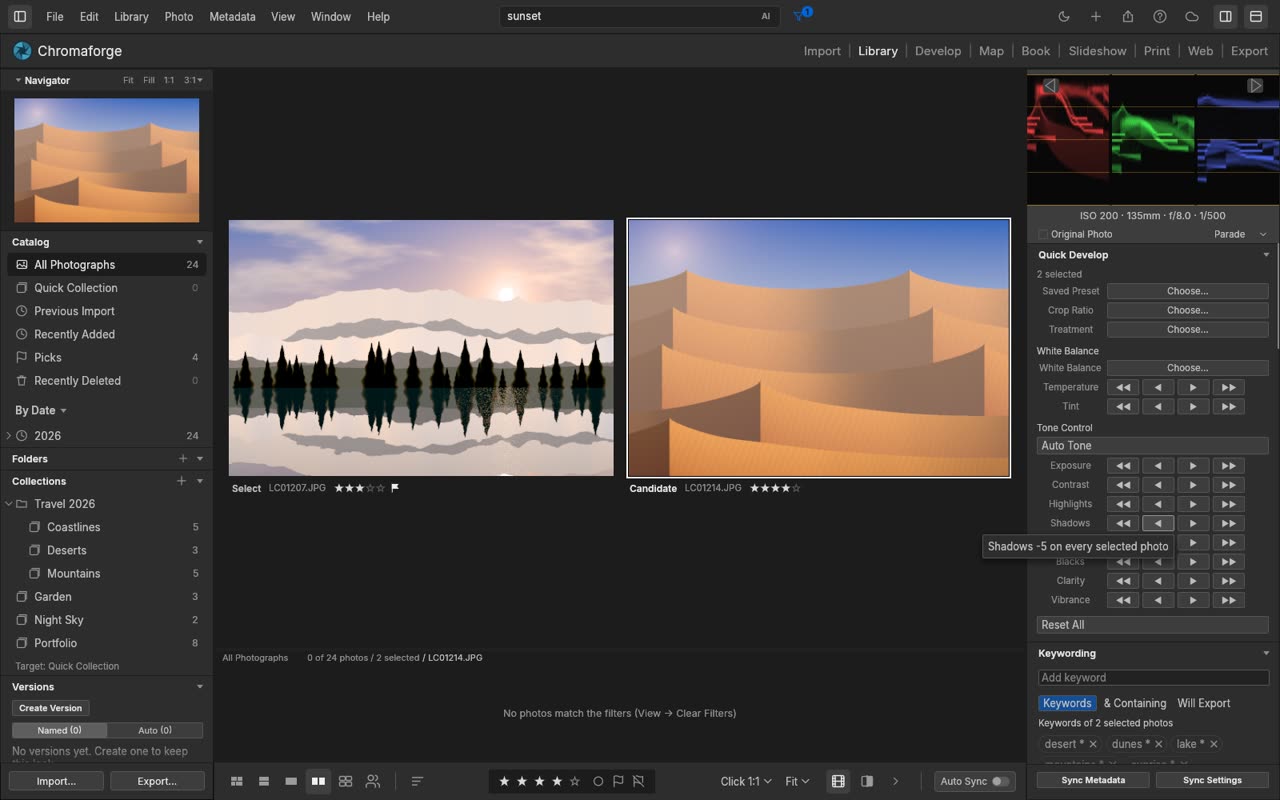 File Edit Library Photo Metadata View Window Help
sunset
AI
1
Chromaforge
Import Library Develop Map Book Slideshow Print Web Export
Navigator Fit Fill 1:1 3:1
Catalog
All Photographs 24
Quick Collection 0
Previous Import
Recently Added
Picks 4
Recently Deleted 0
By Date
2026 24
Folders
Collections
Travel 2026
Coastlines 5
Deserts 3
Mountains 5
Garden 3
Night Sky 2
Portfolio 8
Target: Quick Collection
Versions
Create Version
Named (0) Auto (0)
No versions yet. Create one to keep
Import... Export...
Select LC01207.JPG ★★★☆☆
Candidate LC01214.JPG ★★★★☆
All Photographs 0 of 24 photos / 2 selected / LC01214.JPG
No photos match the filters (View → Clear Filters)
★★★★☆
Click 1:1 Fit
Auto Sync
ISO 200 · 135mm · f/8.0 · 1/500
Original Photo Parade
Quick Develop
2 selected
Saved Preset Choose...
Crop Ratio Choose...
Treatment Choose...
White Balance
White Balance Choose...
Temperature
Tint
Tone Control
Auto Tone
Exposure
Contrast
Highlights
Shadows
Shadows -5 on every selected photo
Blacks
Clarity
Vibrance
Reset All
Keywording
Add keyword
Keywords & Containing Will Export
Keywords of 2 selected photos
desert * ✕ dunes * ✕ lake * ✕
Sync Metadata Sync Settings